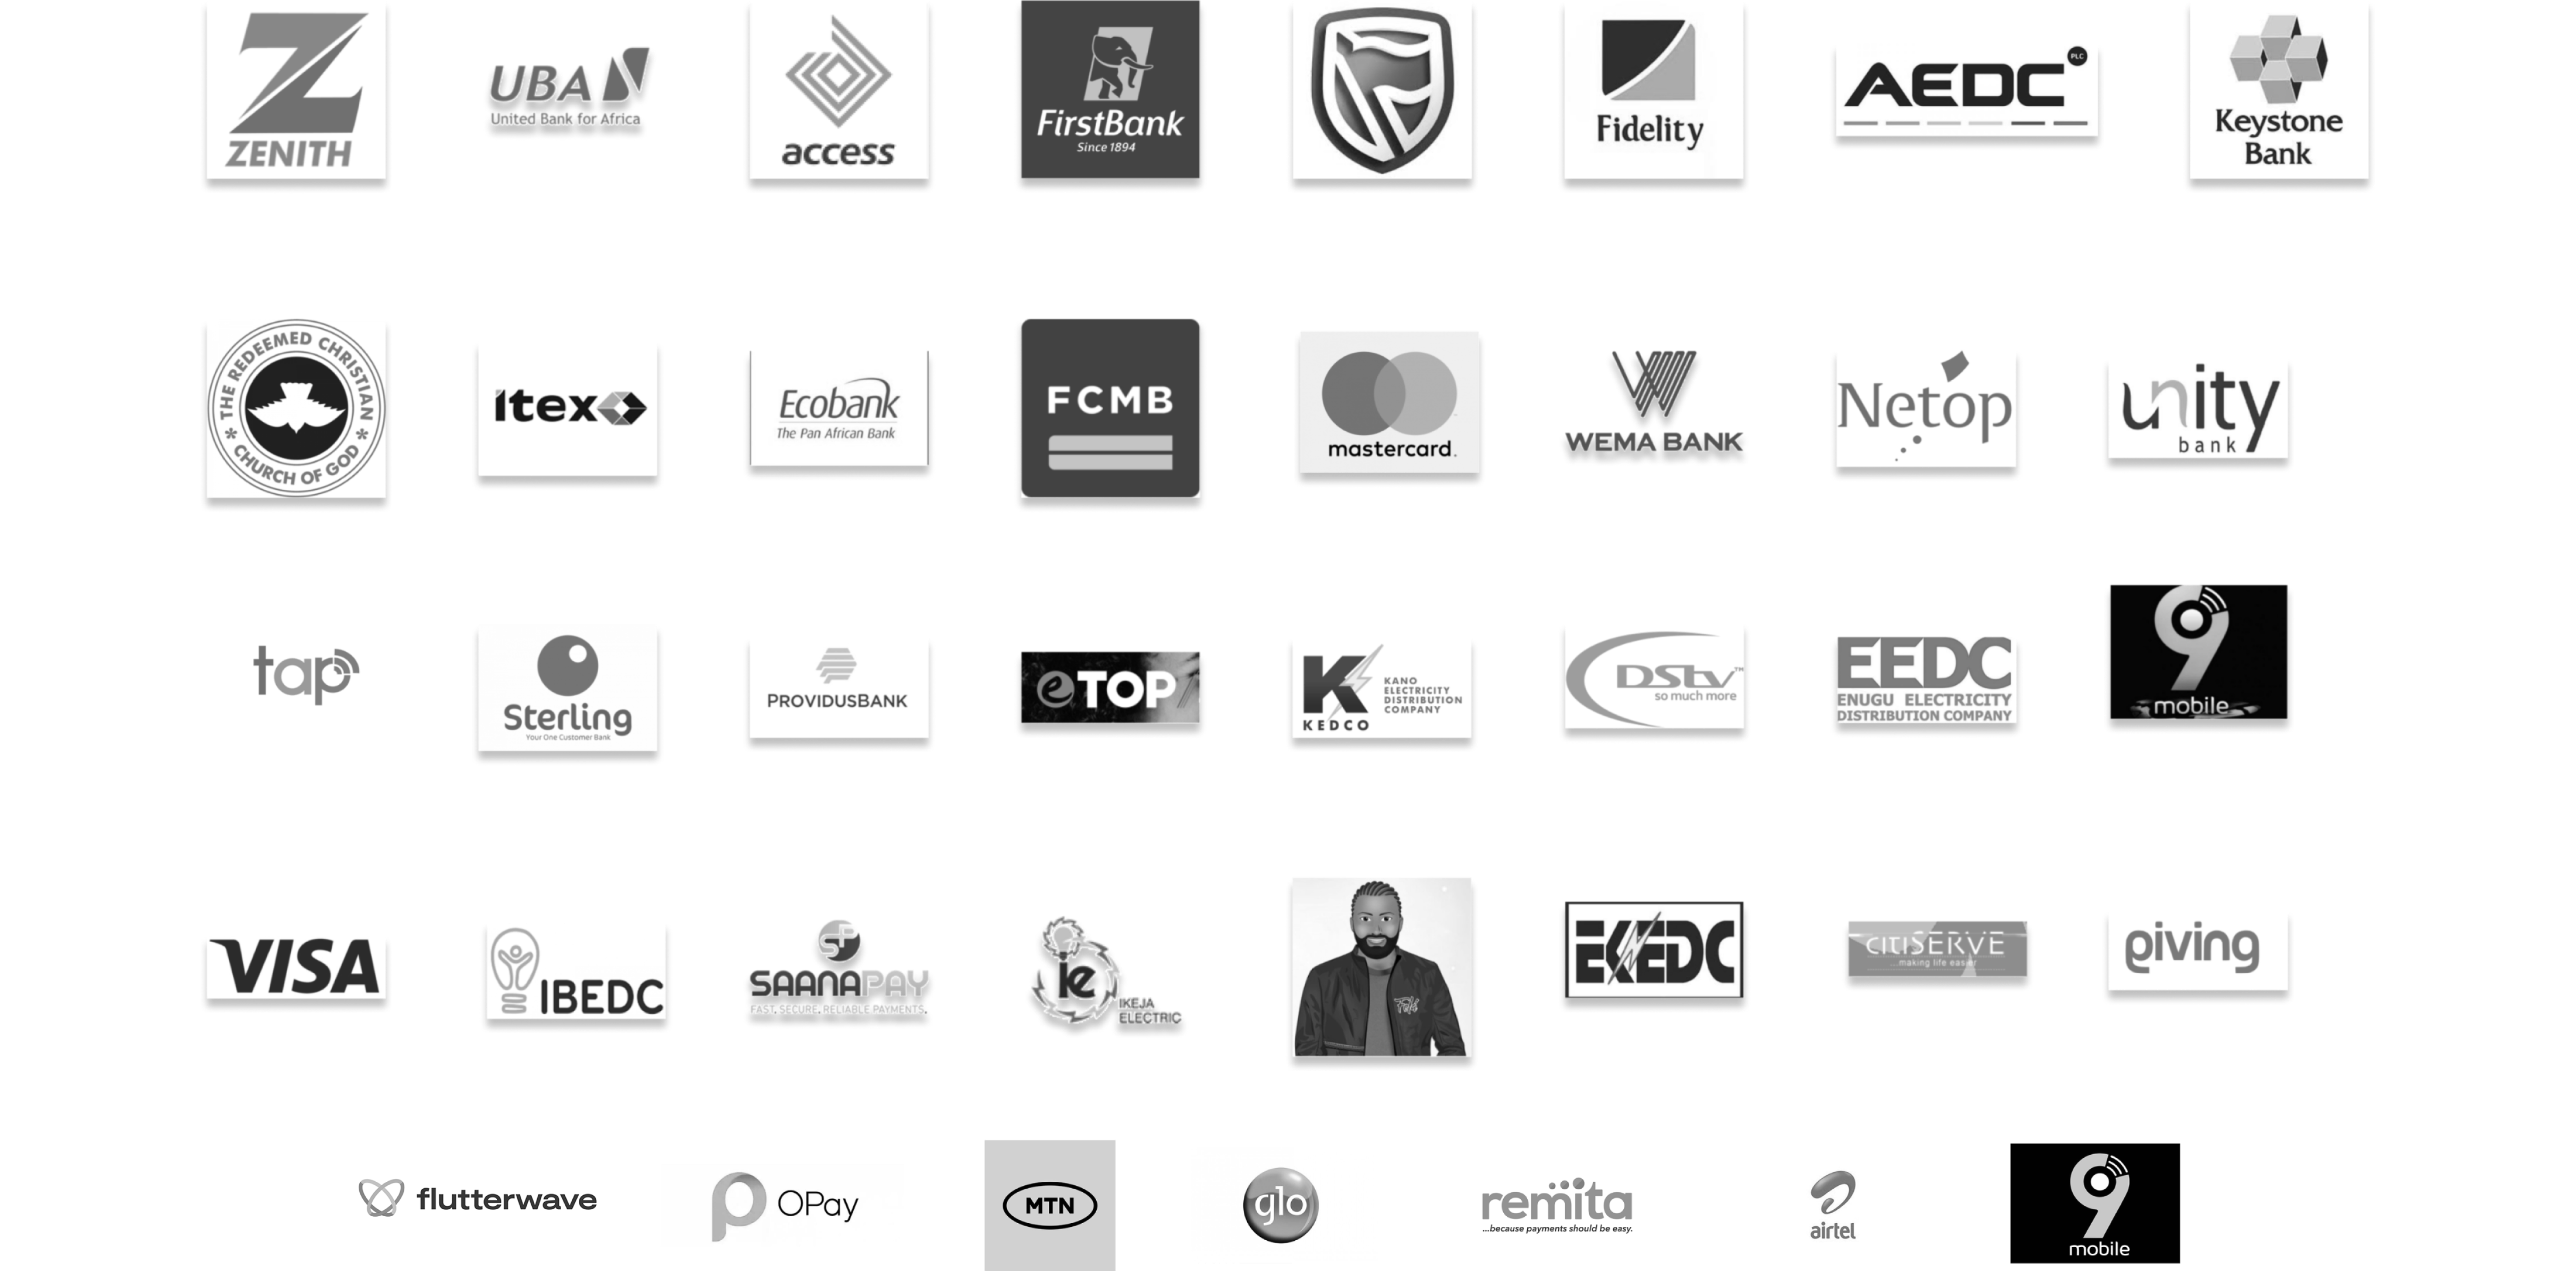 ZENITH
UBA
United Bank for Africa
access
FirstBank
Since 1894
Fidelity
AEDC PLC
Keystone
Bank
THE REDEEMED CHRISTIAN
* CHURCH OF GOD *
itex
Ecobank
The Pan African Bank
FCMB
mastercard.
WEMA BANK
Netop
unity
bank
tap
Sterling
Your One Customer Bank
PROVIDUSBANK
eTOP
K
KEDCO
KANO
ELECTRICITY
DISTRIBUTION
COMPANY
DStv™
so much more
EEDC
ENUGU ELECTRICITY
DISTRIBUTION COMPANY
9
mobile
VISA
IBEDC
SP
SAANAPAY
FAST, SECURE, RELIABLE PAYMENTS.
ie
IKEJA
ELECTRIC
EKEDC
CITISERVE
...making life easier
giving
flutterwave
OPay
MTN
glo
remita
...because payments should be easy.
airtel
9
mobile